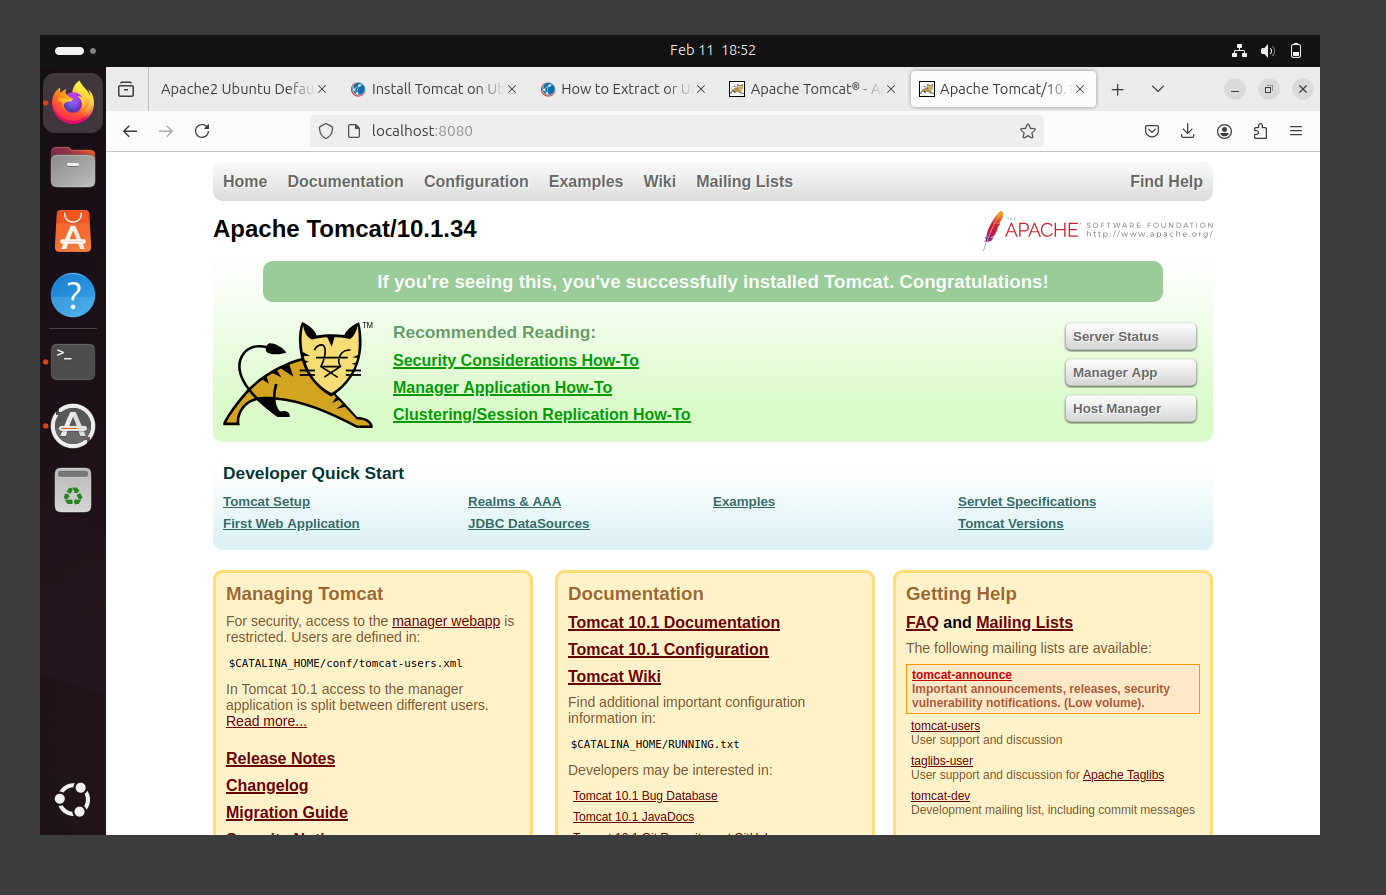 Feb 11 18:52
Apache2 Ubuntu Defau
Install Tomcat on Ub
How to Extract or U
Apache Tomcat® - A
Apache Tomcat/10.1
localhost:8080
Home Documentation Configuration Examples Wiki Mailing Lists Find Help
Apache Tomcat/10.1.34
THE APACHE SOFTWARE FOUNDATION
http://www.apache.org/
If you're seeing this, you've successfully installed Tomcat. Congratulations!
TM
Recommended Reading:
Security Considerations How-To
Manager Application How-To
Clustering/Session Replication How-To
Server Status
Manager App
Host Manager
Developer Quick Start
Tomcat Setup
First Web Application
Realms & AAA
JDBC DataSources
Examples
Servlet Specifications
Tomcat Versions
Managing Tomcat
For security, access to the manager webapp is
restricted. Users are defined in:
$CATALINA_HOME/conf/tomcat-users.xml
In Tomcat 10.1 access to the manager
application is split between different users.
Read more...
Release Notes
Changelog
Migration Guide
Documentation
Tomcat 10.1 Documentation
Tomcat 10.1 Configuration
Tomcat Wiki
Find additional important configuration
information in:
$CATALINA_HOME/RUNNING.txt
Developers may be interested in:
Tomcat 10.1 Bug Database
Tomcat 10.1 JavaDocs
Getting Help
FAQ and Mailing Lists
The following mailing lists are available:
tomcat-announce
Important announcements, releases, security
vulnerability notifications. (Low volume).
tomcat-users
User support and discussion
taglibs-user
User support and discussion for Apache Taglibs
tomcat-dev
Development mailing list, including commit messages